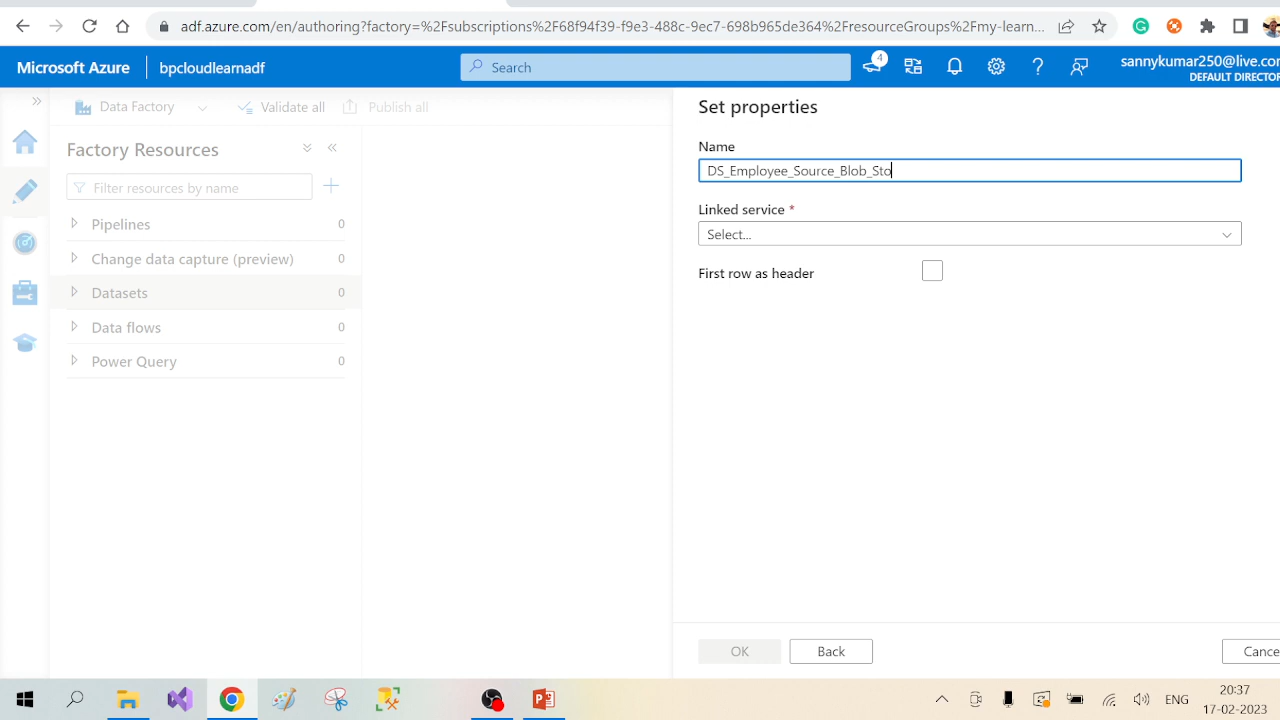 adf.azure.com/en/authoring?factory=%2Fsubscriptions%2F68f94f39-f9e3-488c-9ec7-698b965de364%2FresourceGroups%2Fmy-learn...
Microsoft Azure
bpcloudlearnadf
Search
4
sannykumar250@live.com
DEFAULT DIRECTOR
Data Factory
Validate all
Publish all
Factory Resources
Filter resources by name
Pipelines 0
Change data capture (preview) 0
Datasets 0
Data flows 0
Power Query 0
Set properties
Name
DS_Employee_Source_Blob_Sto
Linked service *
Select...
First row as header
OK
Back
Cance
ENG
20:37
17-02-2023